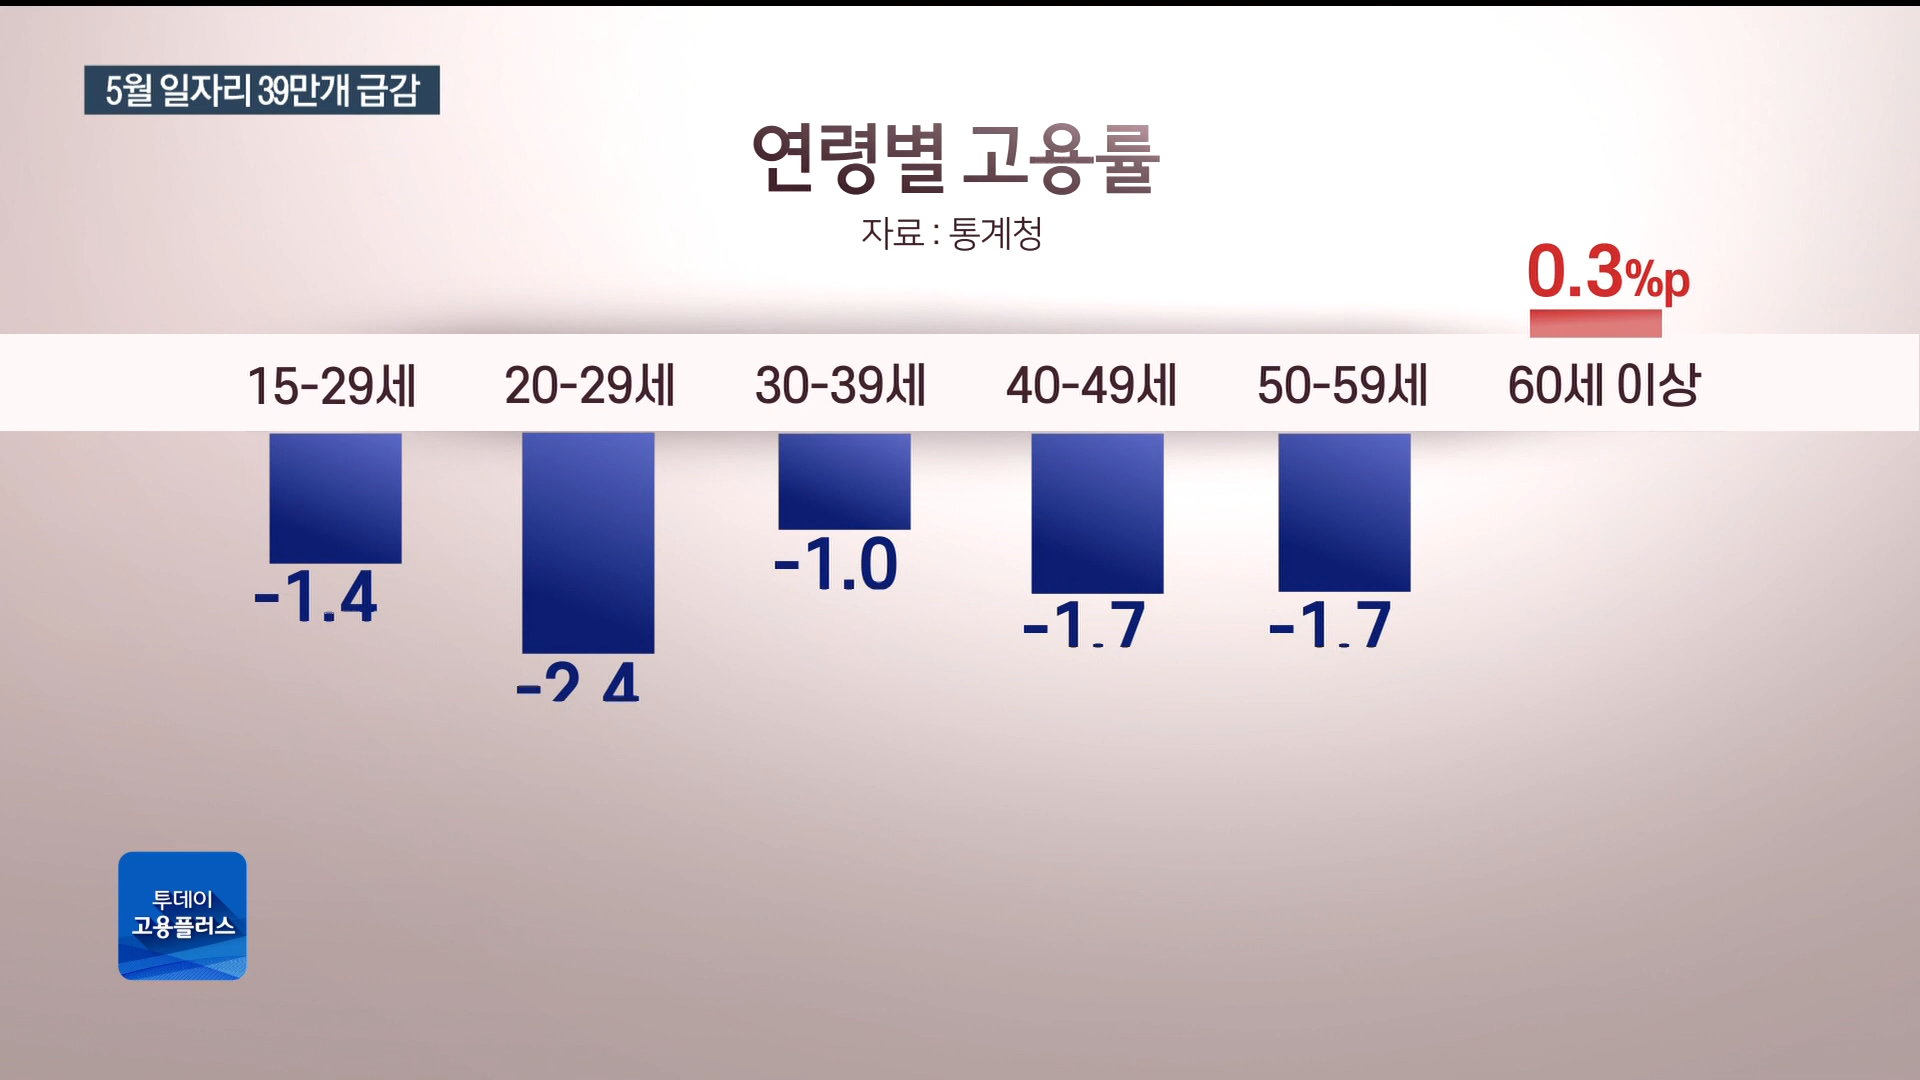 5월 일자리 39만개 급감
연령별 고용률
자료 : 통계청
0.3%p
15-29세 20-29세 30-39세 40-49세 50-59세 60세 이상
-1.4 -2.4 -1.0 -1.7 -1.7
투데이
고용플러스